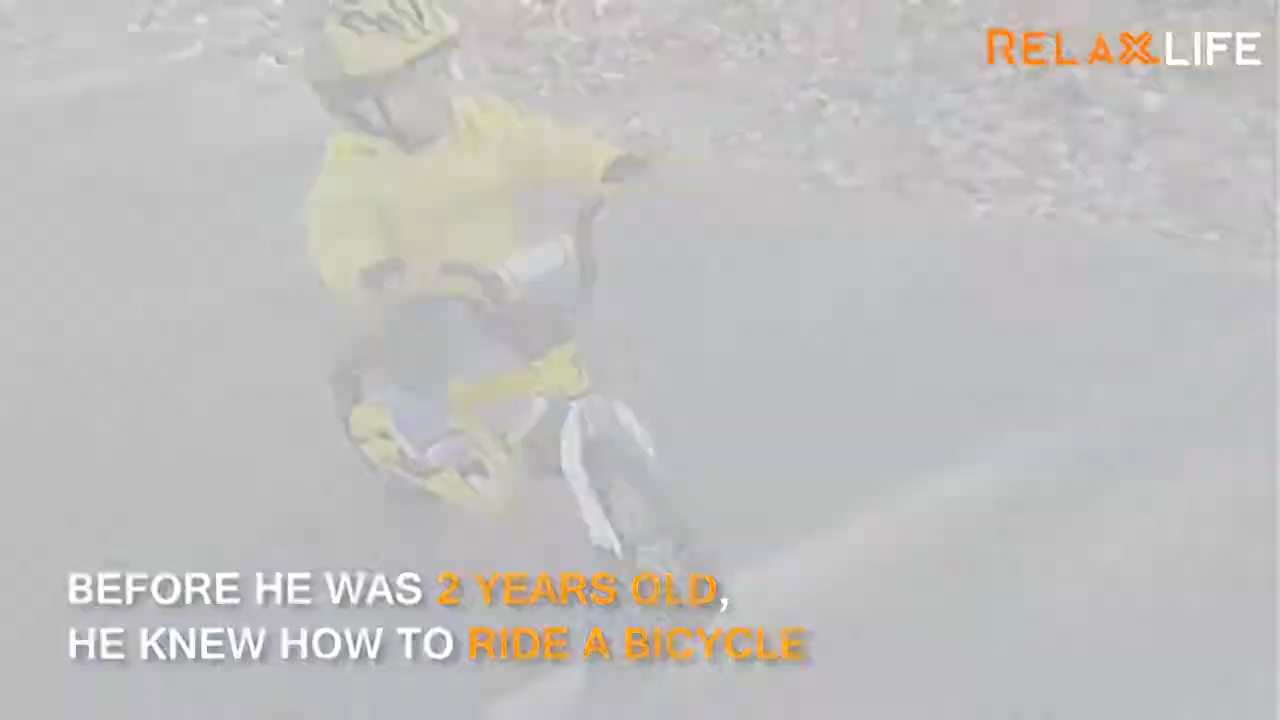 RELAXLIFE
BEFORE HE WAS 2 YEARS OLD,
HE KNEW HOW TO RIDE A BICYCLE